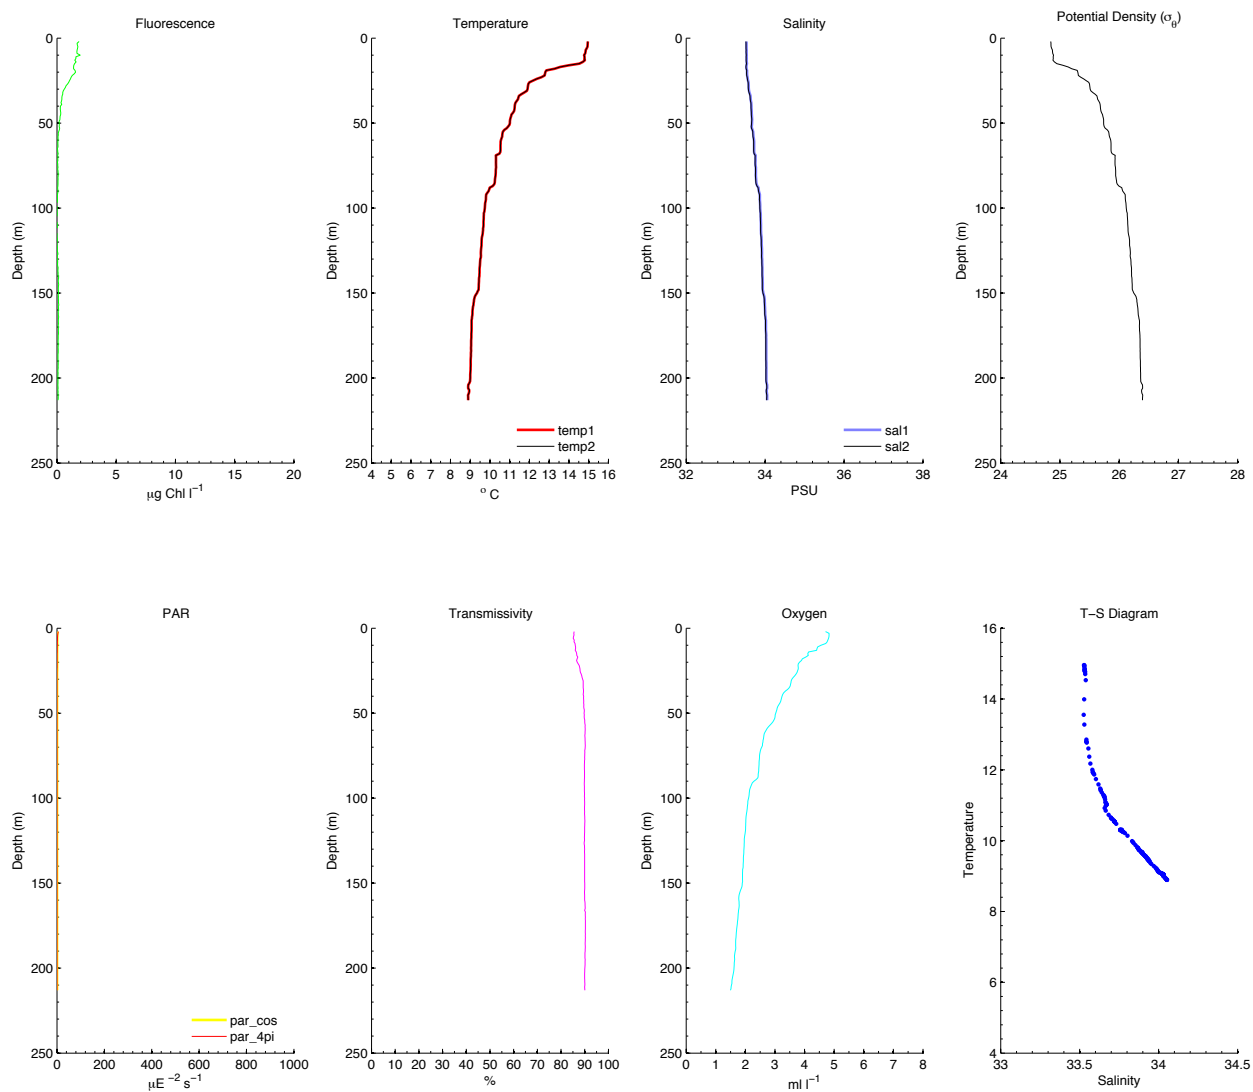 Fluorescence
0
50
100
150
200
250
Depth (m)
0 5 10 15 20
μg Chl l⁻¹
Temperature
0
50
100
150
200
250
Depth (m)
temp1
temp2
4 5 6 7 8 9 10 11 12 13 14 15 16
° C
Salinity
0
50
100
150
200
250
Depth (m)
sal1
sal2
32 34 36 38
PSU
Potential Density (σθ)
0
50
100
150
200
250
Depth (m)
24 25 26 27 28
PAR
0
50
100
150
200
250
Depth (m)
par_cos
par_4pi
0 200 400 600 800 1000
μE⁻² s⁻¹
Transmissivity
0
50
100
150
200
250
Depth (m)
0 10 20 30 40 50 60 70 80 90 100
%
Oxygen
0
50
100
150
200
250
Depth (m)
0 1 2 3 4 5 6 7 8
ml l⁻¹
T−S Diagram
16
14
12
10
8
6
4
Temperature
33 33.5 34 34.5
Salinity